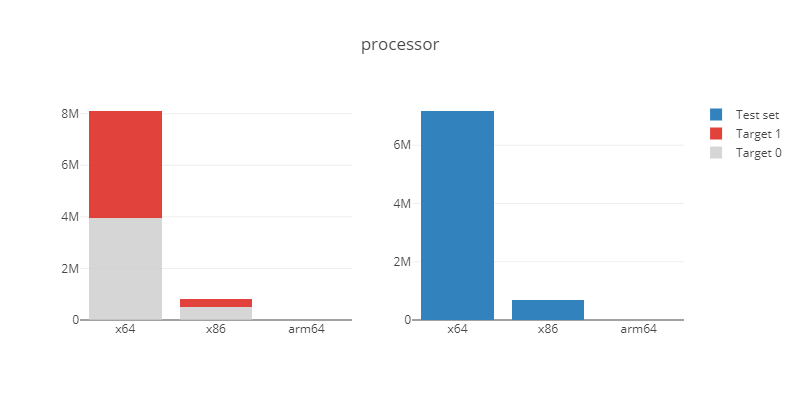 processor
8M
6M
4M
2M
0
x64 x86 arm64
6M
4M
2M
0
x64 x86 arm64
Test set
Target 1
Target 0